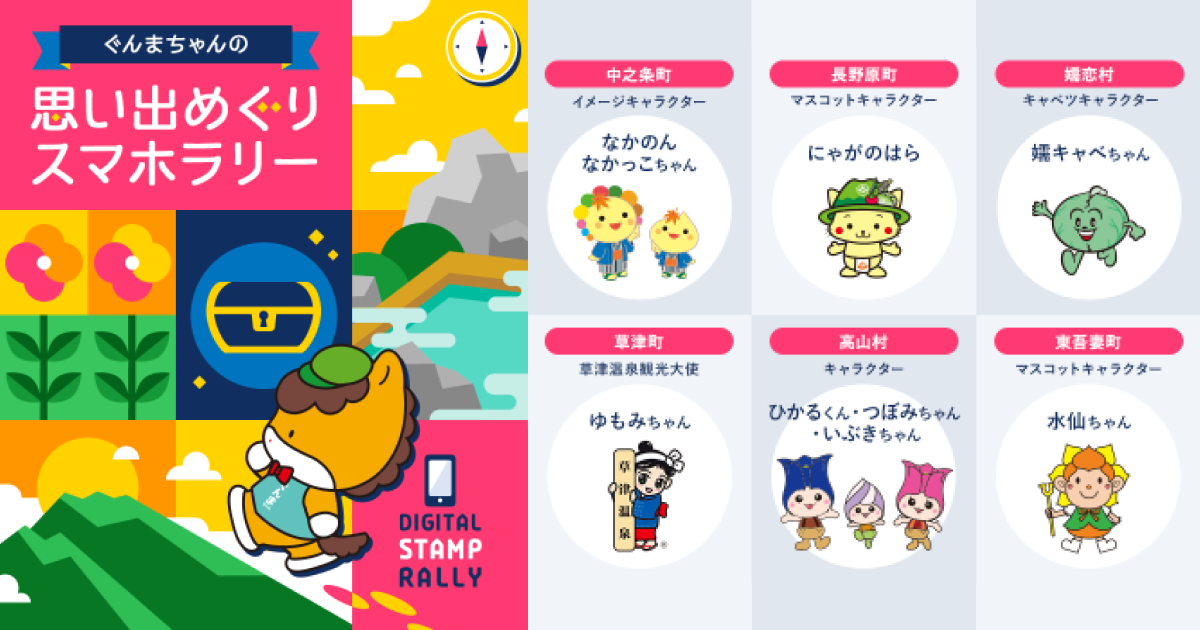 ぐんまちゃんの
思い出めぐり
スマホラリー
ぐんま
DIGITAL
STAMP
RALLY
中之条町
イメージキャラクター
なかのん
なかっこちゃん
長野原町
マスコットキャラクター
にゃがのはら
嬬恋村
キャベツキャラクター
嬬キャベちゃん
草津町
草津温泉観光大使
ゆもみちゃん
草津温泉
®
高山村
キャラクター
ひかるくん・つぼみちゃん
・いぶきちゃん
東吾妻町
マスコットキャラクター
水仙ちゃん